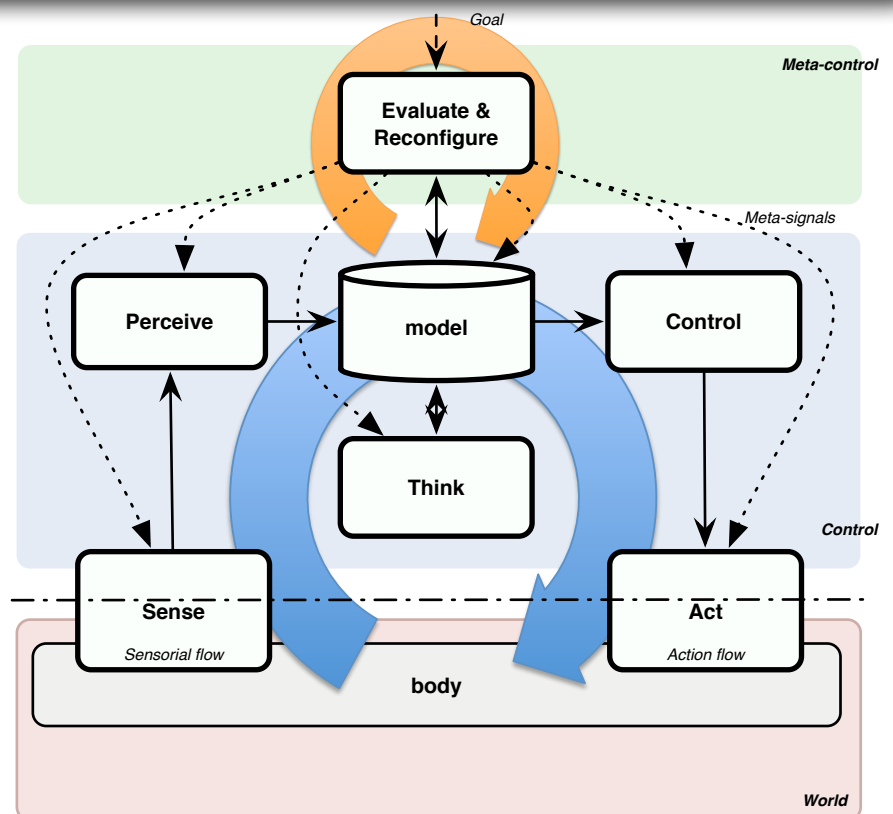 Goal
Meta-control
Evaluate &
Reconfigure
Meta-signals
Perceive
model
Control
Think
Control
Sense
Act
Sensorial flow
Action flow
body
World